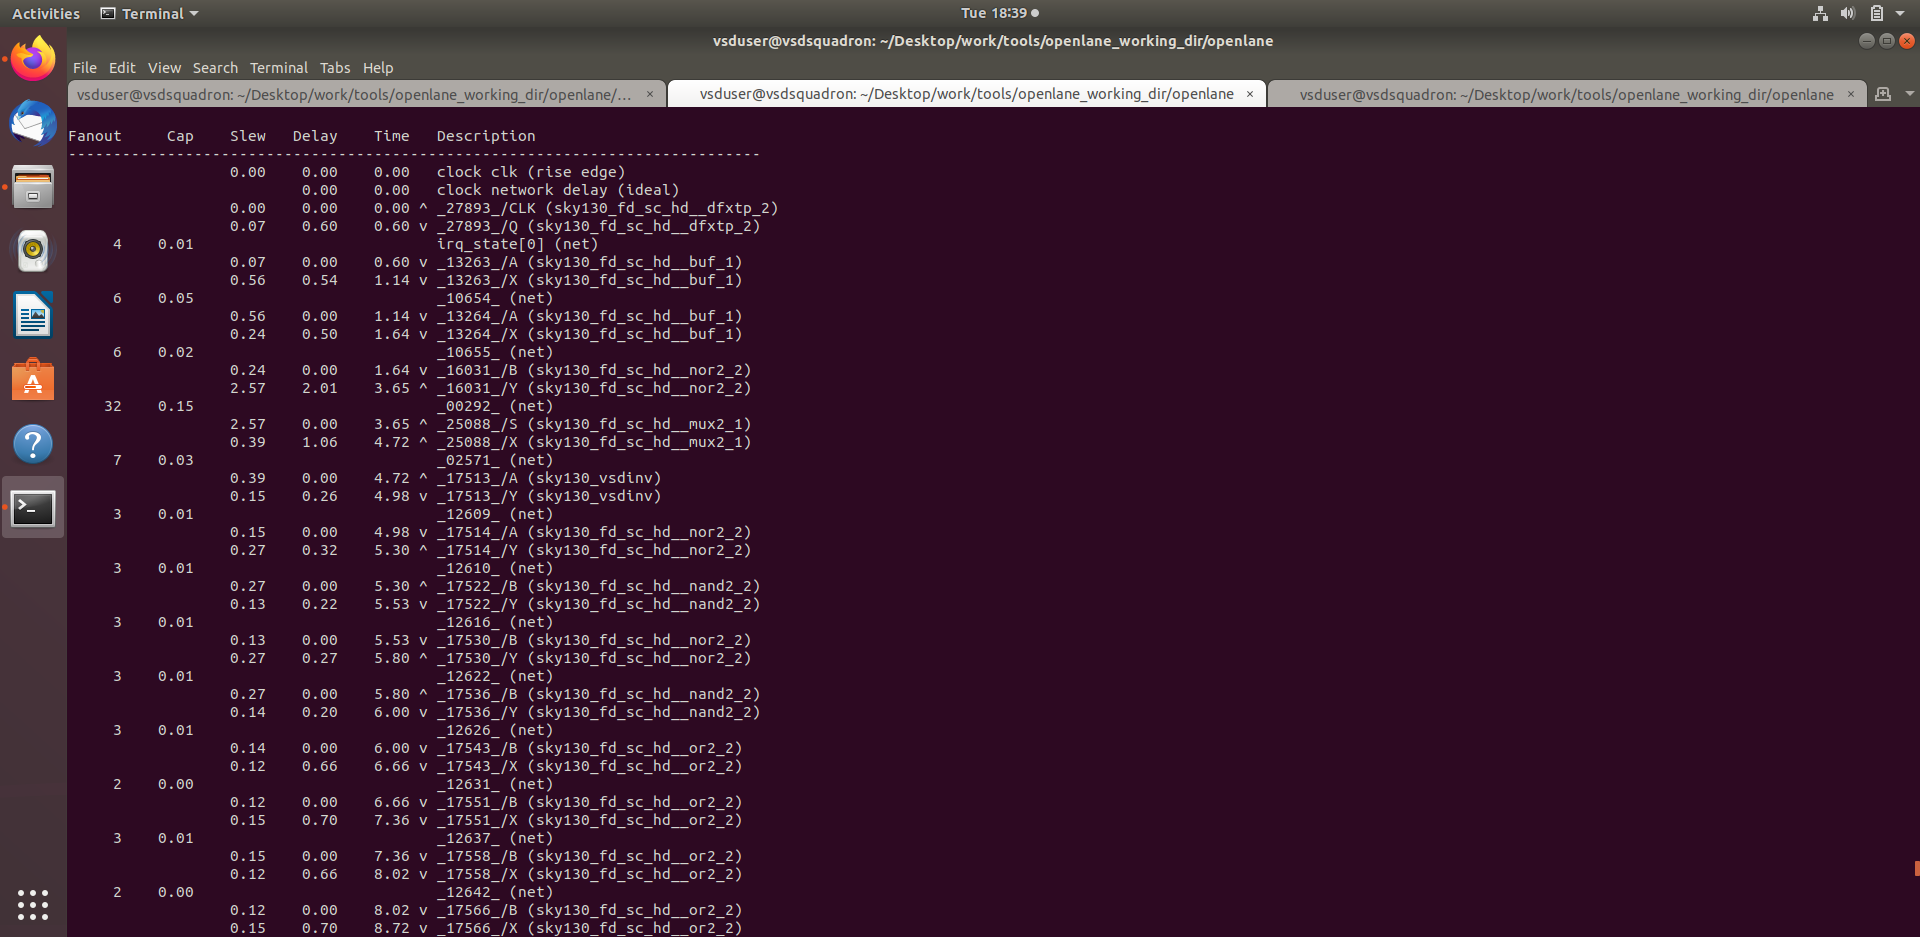 Activities Terminal Tue 18:39
vsduser@vsdsquadron: ~/Desktop/work/tools/openlane_working_dir/openlane
File Edit View Search Terminal Tabs Help
vsduser@vsdsquadron: ~/Desktop/work/tools/openlane_working_dir/openlane/... × vsduser@vsdsquadron: ~/Desktop/work/tools/openlane_working_dir/openlane × vsduser@vsdsquadron: ~/Desktop/work/tools/openlane_working_dir/openlane ×
Fanout Cap Slew Delay Time Description
-----------------------------------------------------------------------------
0.00 0.00 0.00 clock clk (rise edge)
0.00 0.00 clock network delay (ideal)
0.00 0.00 0.00 ^ _27893_/CLK (sky130_fd_sc_hd__dfxtp_2)
0.07 0.60 0.60 v _27893_/Q (sky130_fd_sc_hd__dfxtp_2)
4 0.01 irq_state[0] (net)
0.07 0.00 0.60 v _13263_/A (sky130_fd_sc_hd__buf_1)
0.56 0.54 1.14 v _13263_/X (sky130_fd_sc_hd__buf_1)
6 0.05 _10654_ (net)
0.56 0.00 1.14 v _13264_/A (sky130_fd_sc_hd__buf_1)
0.24 0.50 1.64 v _13264_/X (sky130_fd_sc_hd__buf_1)
6 0.02 _10655_ (net)
0.24 0.00 1.64 v _16031_/B (sky130_fd_sc_hd__nor2_2)
2.57 2.01 3.65 ^ _16031_/Y (sky130_fd_sc_hd__nor2_2)
32 0.15 _00292_ (net)
2.57 0.00 3.65 ^ _25088_/S (sky130_fd_sc_hd__mux2_1)
0.39 1.06 4.72 ^ _25088_/X (sky130_fd_sc_hd__mux2_1)
7 0.03 _02571_ (net)
0.39 0.00 4.72 ^ _17513_/A (sky130_vsdinv)
0.15 0.26 4.98 v _17513_/Y (sky130_vsdinv)
3 0.01 _12609_ (net)
0.15 0.00 4.98 v _17514_/A (sky130_fd_sc_hd__nor2_2)
0.27 0.32 5.30 ^ _17514_/Y (sky130_fd_sc_hd__nor2_2)
3 0.01 _12610_ (net)
0.27 0.00 5.30 ^ _17522_/B (sky130_fd_sc_hd__nand2_2)
0.13 0.22 5.53 v _17522_/Y (sky130_fd_sc_hd__nand2_2)
3 0.01 _12616_ (net)
0.13 0.00 5.53 v _17530_/B (sky130_fd_sc_hd__nor2_2)
0.27 0.27 5.80 ^ _17530_/Y (sky130_fd_sc_hd__nor2_2)
3 0.01 _12622_ (net)
0.27 0.00 5.80 ^ _17536_/B (sky130_fd_sc_hd__nand2_2)
0.14 0.20 6.00 v _17536_/Y (sky130_fd_sc_hd__nand2_2)
3 0.01 _12626_ (net)
0.14 0.00 6.00 v _17543_/B (sky130_fd_sc_hd__or2_2)
0.12 0.66 6.66 v _17543_/X (sky130_fd_sc_hd__or2_2)
2 0.00 _12631_ (net)
0.12 0.00 6.66 v _17551_/B (sky130_fd_sc_hd__or2_2)
0.15 0.70 7.36 v _17551_/X (sky130_fd_sc_hd__or2_2)
3 0.01 _12637_ (net)
0.15 0.00 7.36 v _17558_/B (sky130_fd_sc_hd__or2_2)
0.12 0.66 8.02 v _17558_/X (sky130_fd_sc_hd__or2_2)
2 0.00 _12642_ (net)
0.12 0.00 8.02 v _17566_/B (sky130_fd_sc_hd__or2_2)
0.15 0.70 8.72 v _17566_/X (sky130_fd_sc_hd__or2_2)